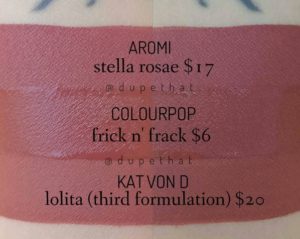 AROMI
stella rosae $17
@dupethat
COLOURPOP
frick n' frack $6
@dupethat
KAT VON D
lolita (third formulation) $20